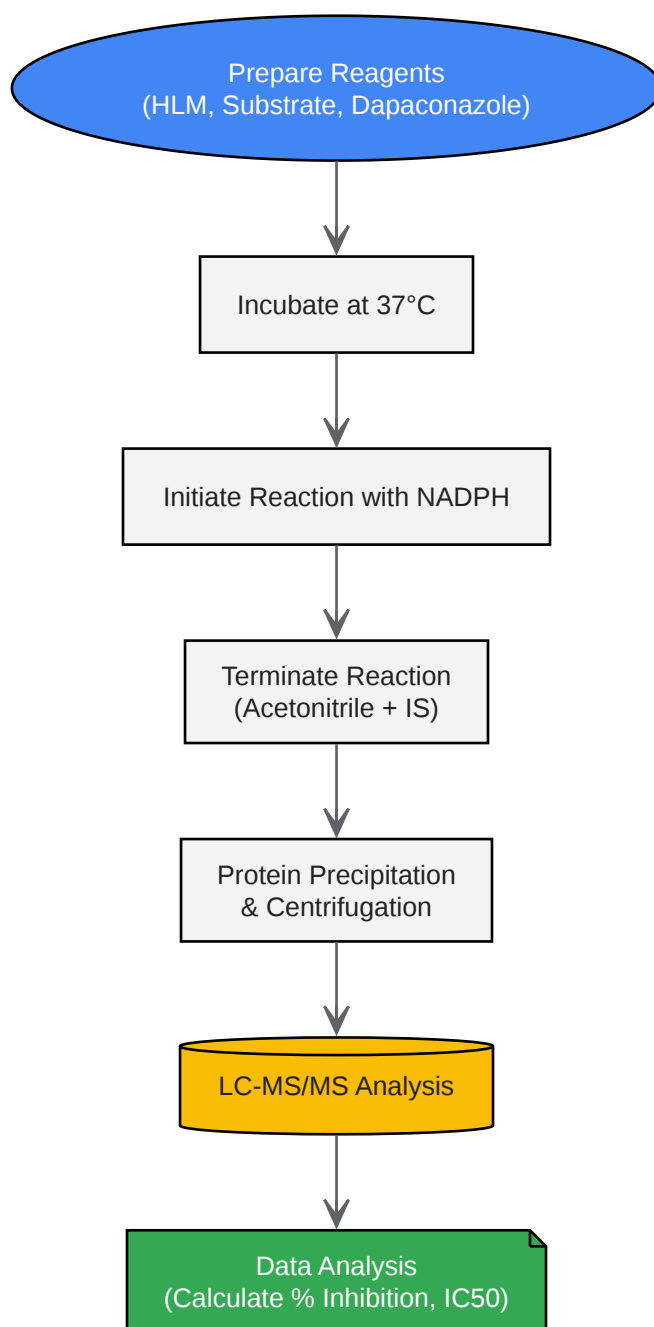 Prepare Reagents
(HLM, Substrate, Dapaconazole)
Incubate at 37°C
Initiate Reaction with NADPH
Terminate Reaction
(Acetonitrile + IS)
Protein Precipitation
& Centrifugation
LC-MS/MS Analysis
Data Analysis
(Calculate % Inhibition, IC50)